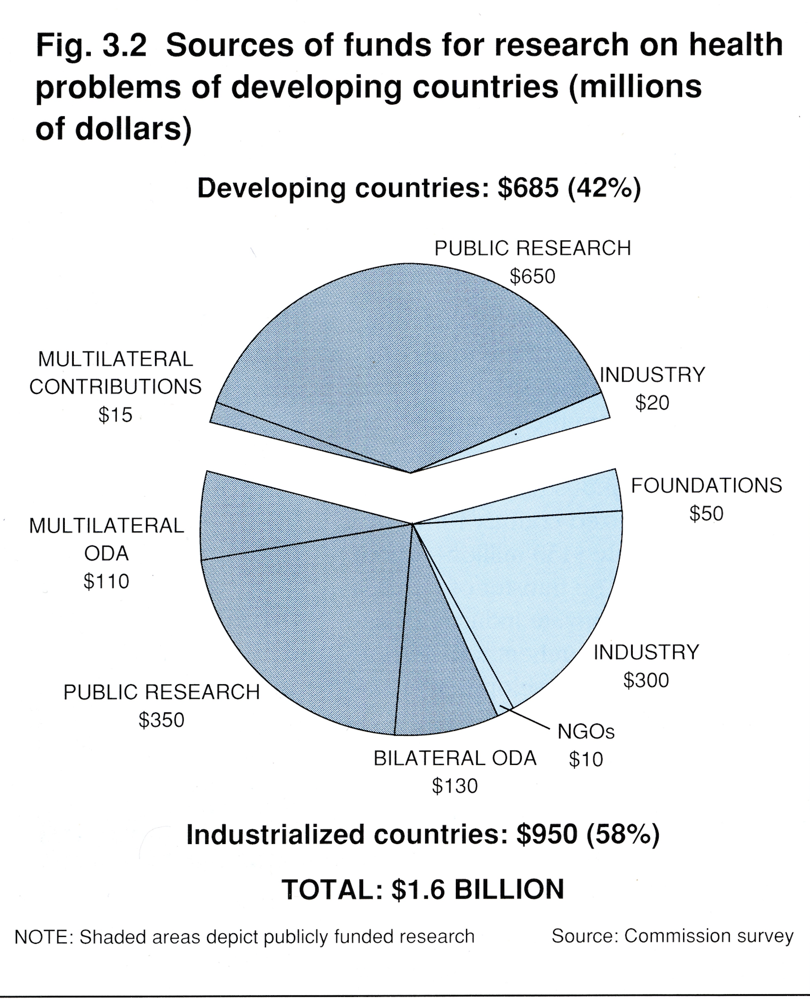 Fig. 3.2 Sources of funds for research on health
problems of developing countries (millions
of dollars)
Developing countries: $685 (42%)
PUBLIC RESEARCH
$650
MULTILATERAL
CONTRIBUTIONS
$15
INDUSTRY
$20
FOUNDATIONS
$50
MULTILATERAL
ODA
$110
INDUSTRY
$300
PUBLIC RESEARCH
$350
NGOs
$10
BILATERAL ODA
$130
Industrialized countries: $950 (58%)
TOTAL: $1.6 BILLION
NOTE: Shaded areas depict publicly funded research
Source: Commission survey